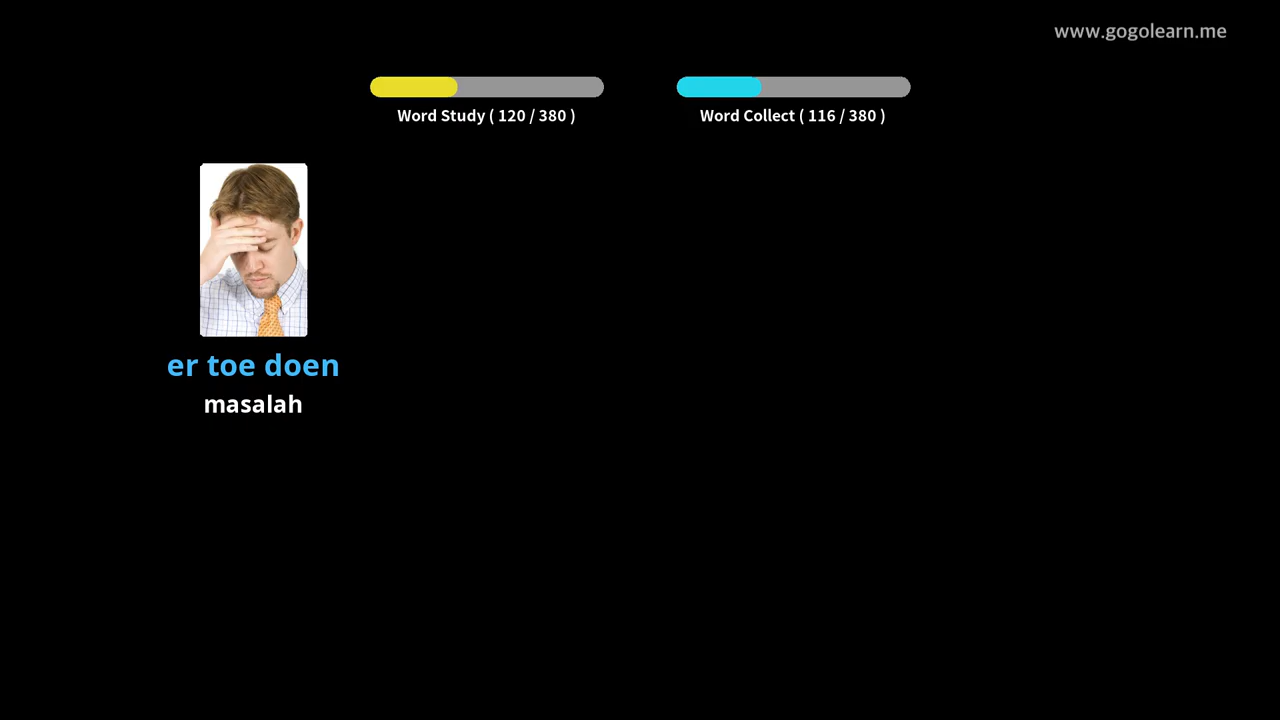 www.gogolearn.me
Word Study ( 120 / 380 )
Word Collect ( 116 / 380 )
er toe doen
masalah